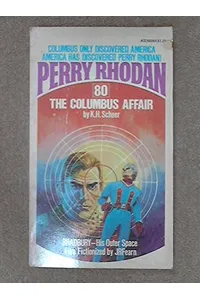 COLUMBUS ONLY DISCOVERED AMERICA
AMERICA HAS DISCOVERED PERRY RHODAN!
PERRY RHODAN
80
THE COLUMBUS AFFAIR
by K.H. Scheer
BRADBURY—His Outer Space
Film Fictionized by JRFearn